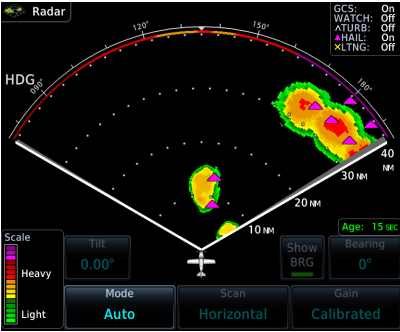 Radar
GCS: On
WATCH: Off
TURB: Off
HAIL: On
LTNG: Off
HDG
090°
120°
150°
180°
40 NM
30 NM
20 NM
10 NM
Age: 15 SEC
Scale
Heavy
Light
Tilt
0.00°
Show
BRG
Bearing
0°
Mode
Auto
Scan
Horizontal
Gain
Calibrated